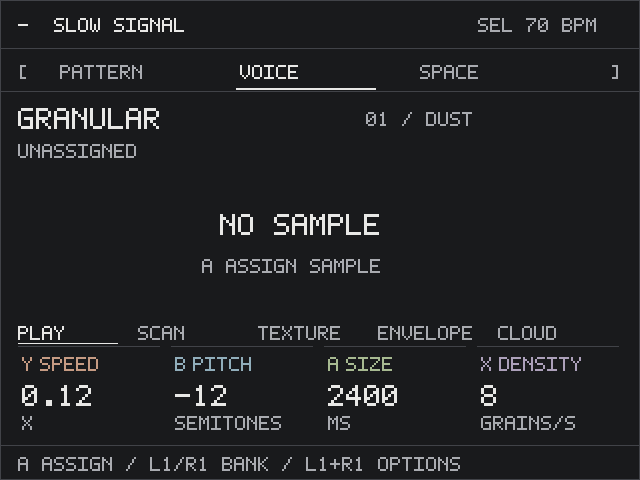 – SLOW SIGNAL SEL 70 BPM
[ PATTERN VOICE SPACE ]
GRANULAR 01 / DUST
UNASSIGNED
NO SAMPLE
A ASSIGN SAMPLE
PLAY SCAN TEXTURE ENVELOPE CLOUD
Y SPEED B PITCH A SIZE X DENSITY
0.12 -12 2400 8
X SEMITONES MS GRAINS/S
A ASSIGN / L1/R1 BANK / L1+R1 OPTIONS